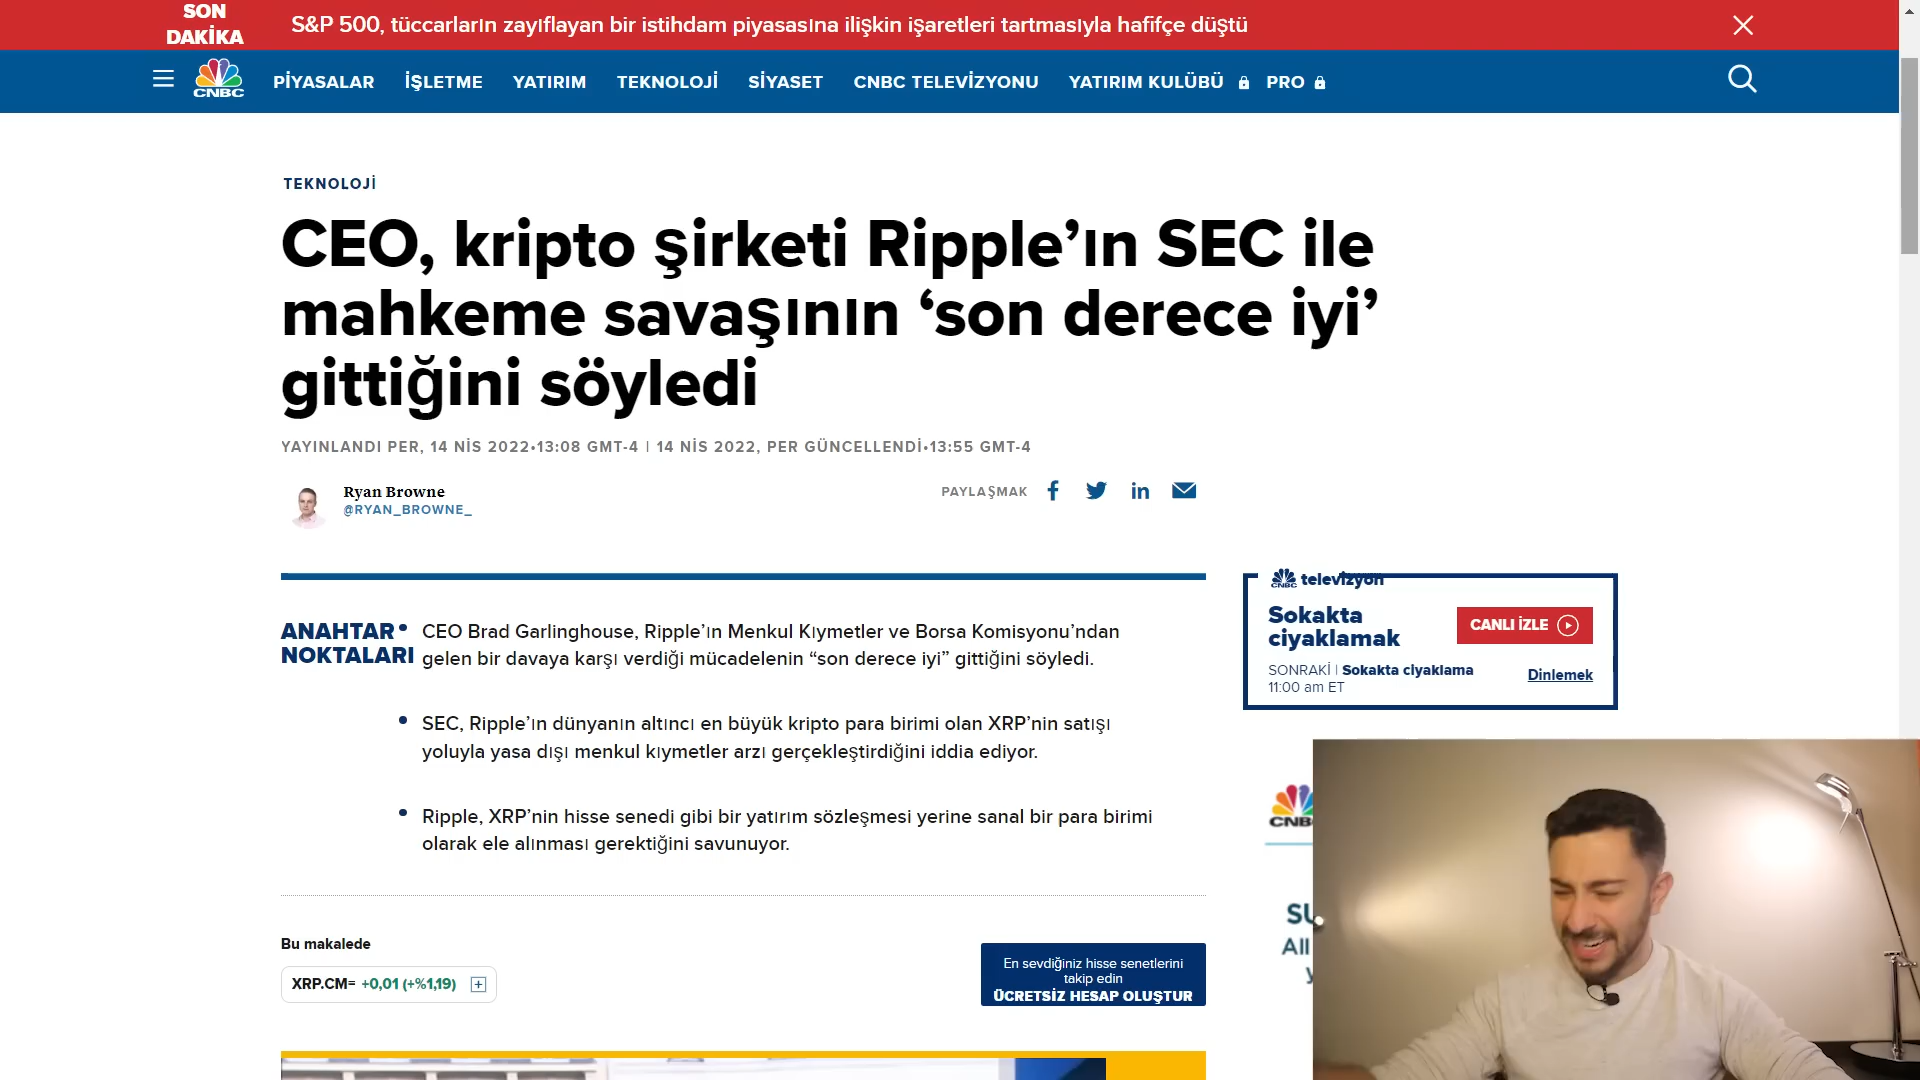 SON
DAKİKA
S&P 500, tüccarların zayıflayan bir istihdam piyasasına ilişkin işaretleri tartmasıyla hafifçe düştü
CNBC
PİYASALAR İŞLETME YATIRIM TEKNOLOJİ SİYASET CNBC TELEVİZYONU YATIRIM KULÜBÜ PRO
TEKNOLOJİ
CEO, kripto şirketi Ripple’ın SEC ile
mahkeme savaşının ‘son derece iyi’
gittiğini söyledi
YAYINLANDI PER, 14 NİS 2022•13:08 GMT-4 | 14 NİS 2022, PER GÜNCELLENDİ•13:55 GMT-4
Ryan Browne
@RYAN_BROWNE_
PAYLAŞMAK
ANAHTAR
NOKTALARI
• CEO Brad Garlinghouse, Ripple’ın Menkul Kıymetler ve Borsa Komisyonu’ndan
gelen bir davaya karşı verdiği mücadelenin “son derece iyi” gittiğini söyledi.
• SEC, Ripple’ın dünyanın altıncı en büyük kripto para birimi olan XRP’nin satışı
yoluyla yasa dışı menkul kıymetler arzı gerçekleştirdiğini iddia ediyor.
• Ripple, XRP’nin hisse senedi gibi bir yatırım sözleşmesi yerine sanal bir para birimi
olarak ele alınması gerektiğini savunuyor.
Bu makalede
XRP.CM= +0,01 (+%1,19)
En sevdiğiniz hisse senetlerini
takip edin
ÜCRETSİZ HESAP OLUŞTUR
CNBC televizyon
Sokakta
ciyaklamak
CANLI İZLE
SONRAKİ | Sokakta ciyaklama
11:00 am ET
Dinlemek
CNB
All